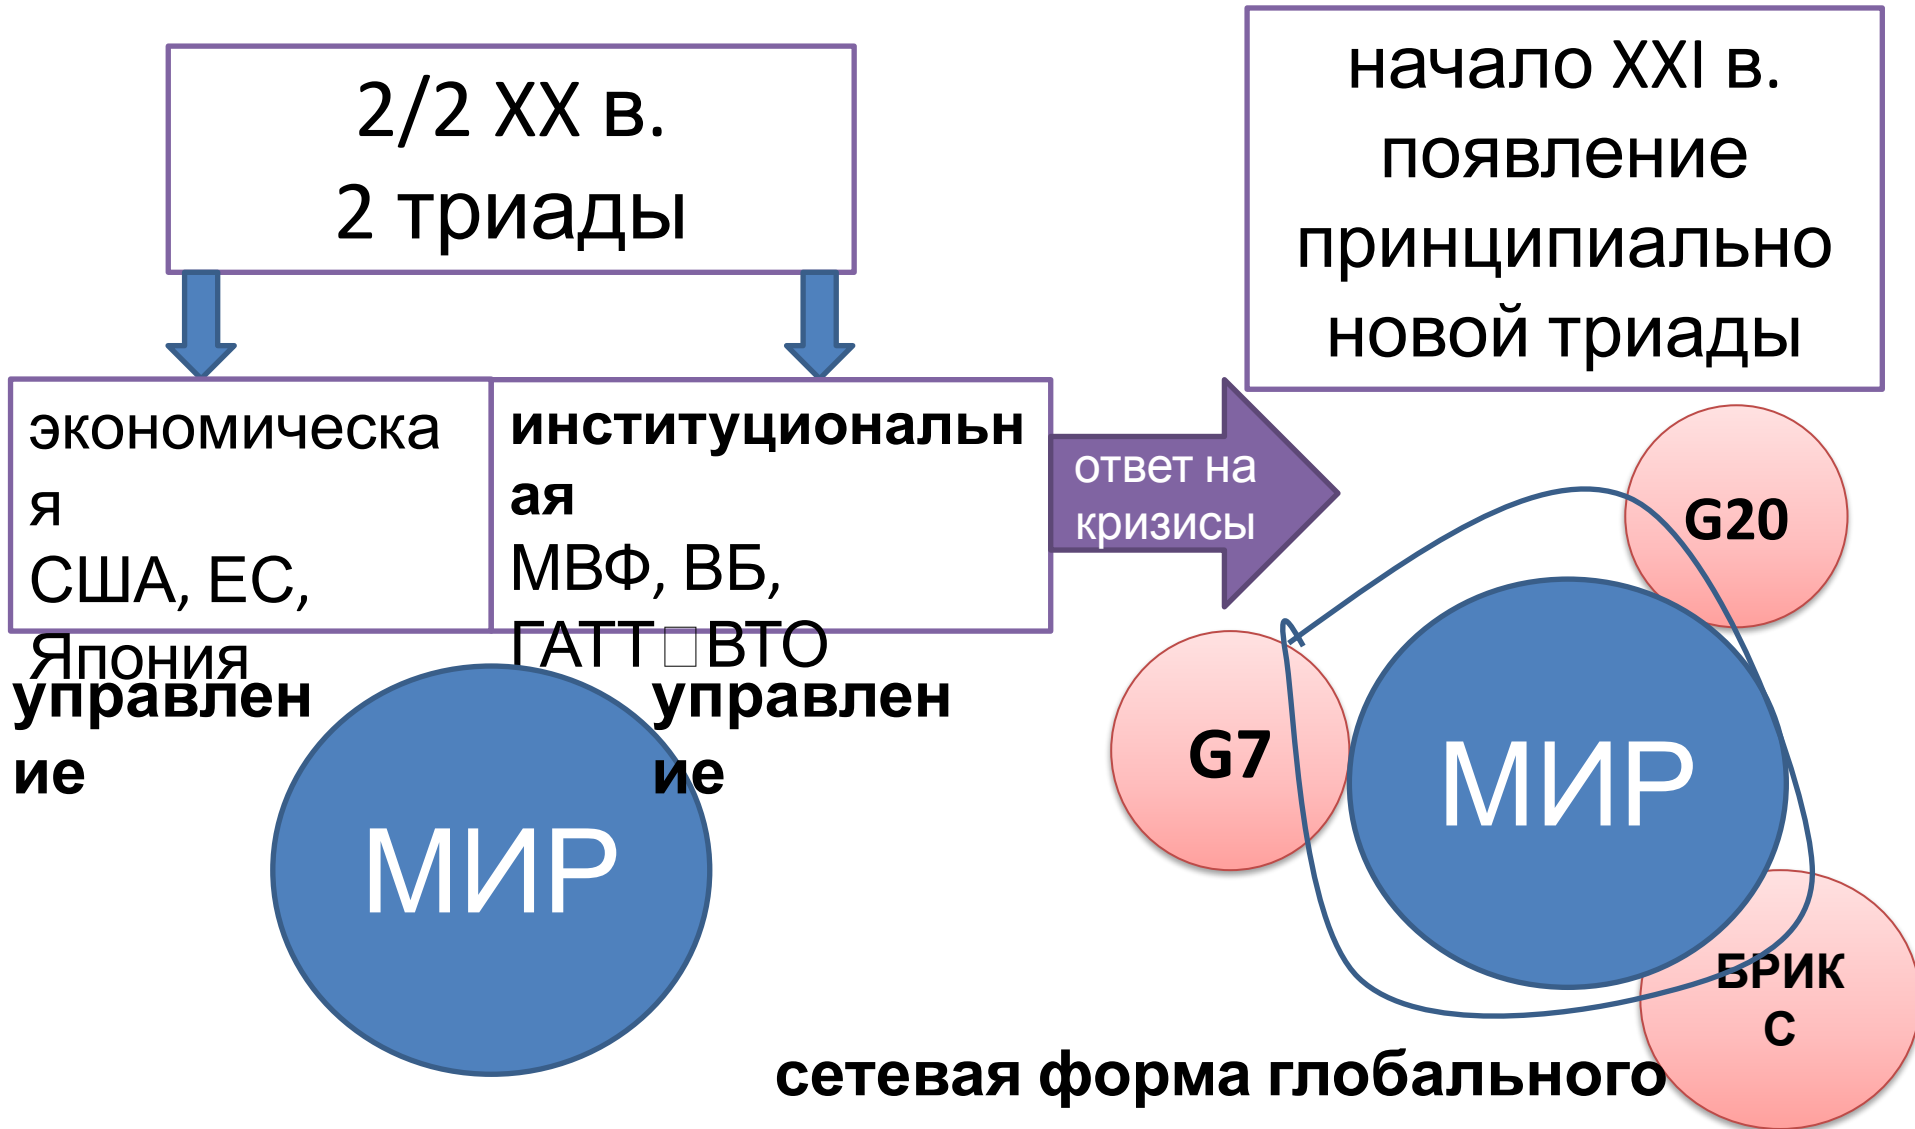 2/2 XX в.
2 триады
начало XXI в.
появление
принципиально
новой триады
экономическа
я
США, ЕС,
Япония
институциональн
ая
МВФ, ВБ,
ГАТТ□ВТО
ответ на
кризисы
управлен
ие
управлен
ие
МИР
G20
G7
МИР
БРИК
С
сетевая форма глобального